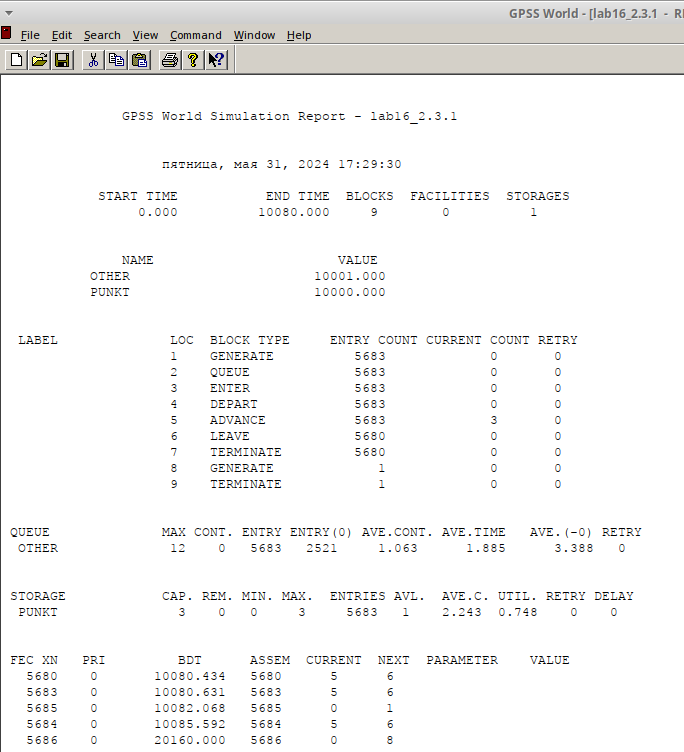 GPSS World - [lab16_2.3.1 - R
File Edit Search View Command Window Help
GPSS World Simulation Report - lab16_2.3.1
пятница, мая 31, 2024 17:29:30
START TIME END TIME BLOCKS FACILITIES STORAGES
0.000 10080.000 9 0 1
NAME VALUE
OTHER 10001.000
PUNKT 10000.000
LABEL LOC BLOCK TYPE ENTRY COUNT CURRENT COUNT RETRY
1 GENERATE 5683 0 0
2 QUEUE 5683 0 0
3 ENTER 5683 0 0
4 DEPART 5683 0 0
5 ADVANCE 5683 3 0
6 LEAVE 5680 0 0
7 TERMINATE 5680 0 0
8 GENERATE 1 0 0
9 TERMINATE 1 0 0
QUEUE MAX CONT. ENTRY ENTRY(0) AVE.CONT. AVE.TIME AVE.(-0) RETRY
OTHER 12 0 5683 2521 1.063 1.885 3.388 0
STORAGE CAP. REM. MIN. MAX. ENTRIES AVL. AVE.C. UTIL. RETRY DELAY
PUNKT 3 0 0 3 5683 1 2.243 0.748 0 0
FEC XN PRI BDT ASSEM CURRENT NEXT PARAMETER VALUE
5680 0 10080.434 5680 5 6
5683 0 10080.631 5683 5 6
5685 0 10082.068 5685 0 1
5684 0 10085.592 5684 5 6
5686 0 20160.000 5686 0 8